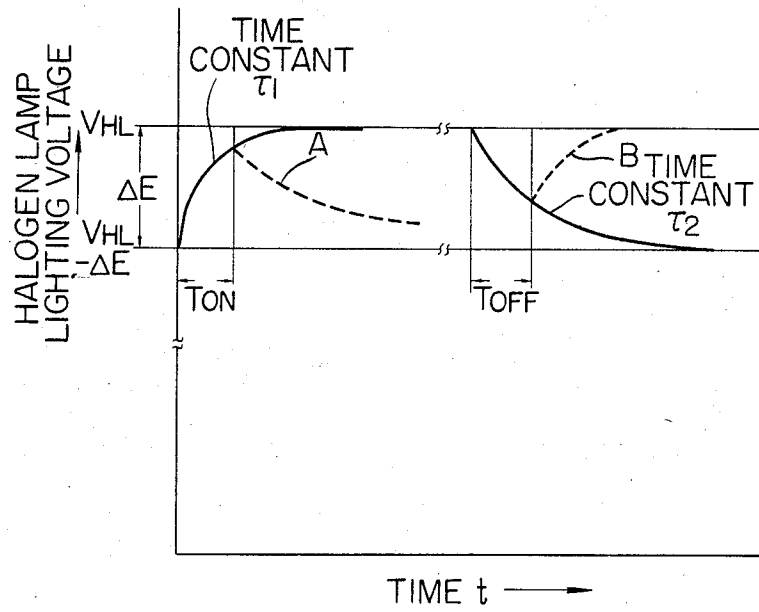 HALOGEN LAMP
LIGHTING VOLTAGE
VHL
ΔE
VHL
-ΔE
TIME
CONSTANT
τ1
A
B
TIME
CONSTANT
τ2
TON
TOFF
TIME t